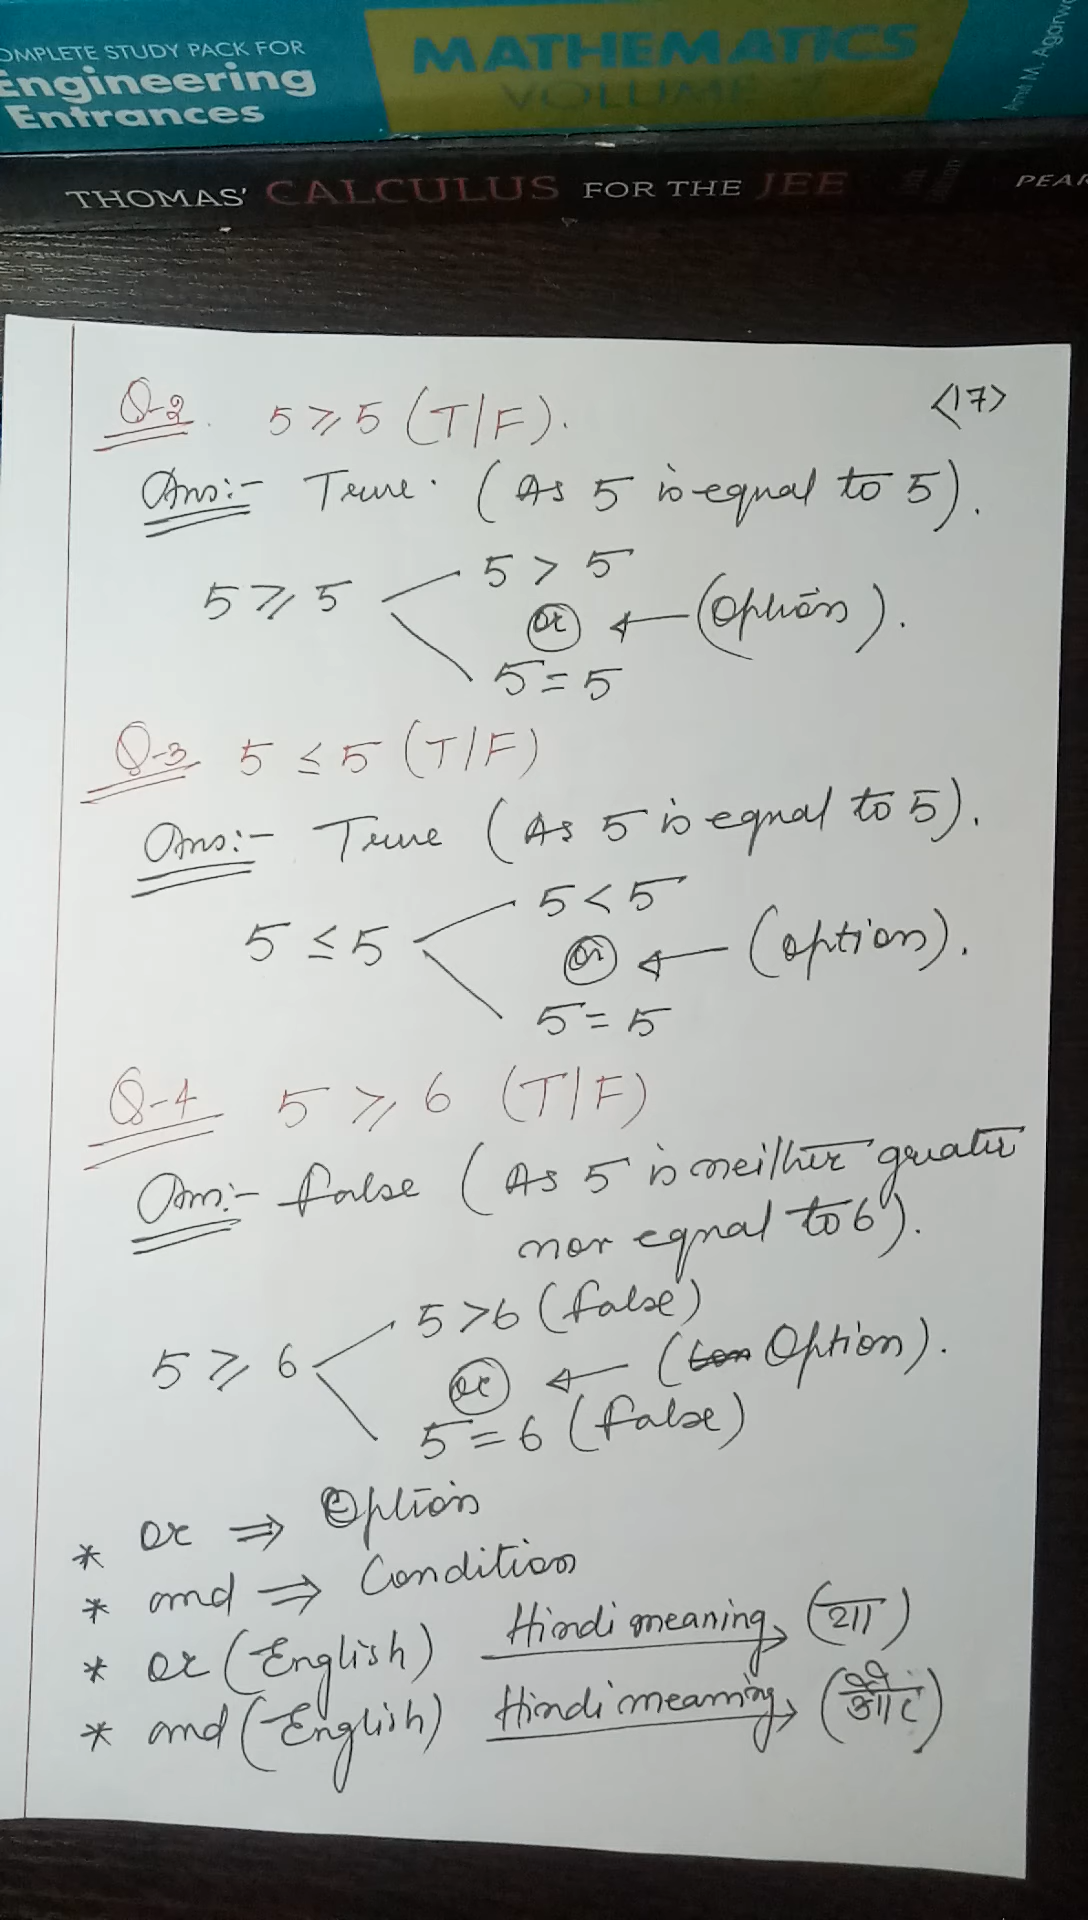 COMPLETE STUDY PACK FOR
Engineering
Entrances
MATHEMATICS
VOLUME
Amit M. Agarwal
THOMAS' CALCULUS FOR THE JEE
PEAR
<17>
Q-2. 5 ⩾ 5 (T/F).
Ans:- True. (As 5 is equal to 5).
5 > 5
5 ⩾ 5 or ← (Option).
5 = 5
Q-3 5 ≤ 5 (T/F)
Ans:- True (As 5 is equal to 5).
5 < 5
5 ≤ 5 or ← (option).
5 = 5
Q-4 5 ⩾ 6 (T/F)
Ans:- false (As 5 is neither greater
nor equal to 6).
5 > 6 (false)
5 ⩾ 6 or ← (Option).
5 = 6 (false)
* or ⇒ Option
* and ⇒ Condition
* or (English) Hindi meaning → (या)
* and (English) Hindi meaning → (और)